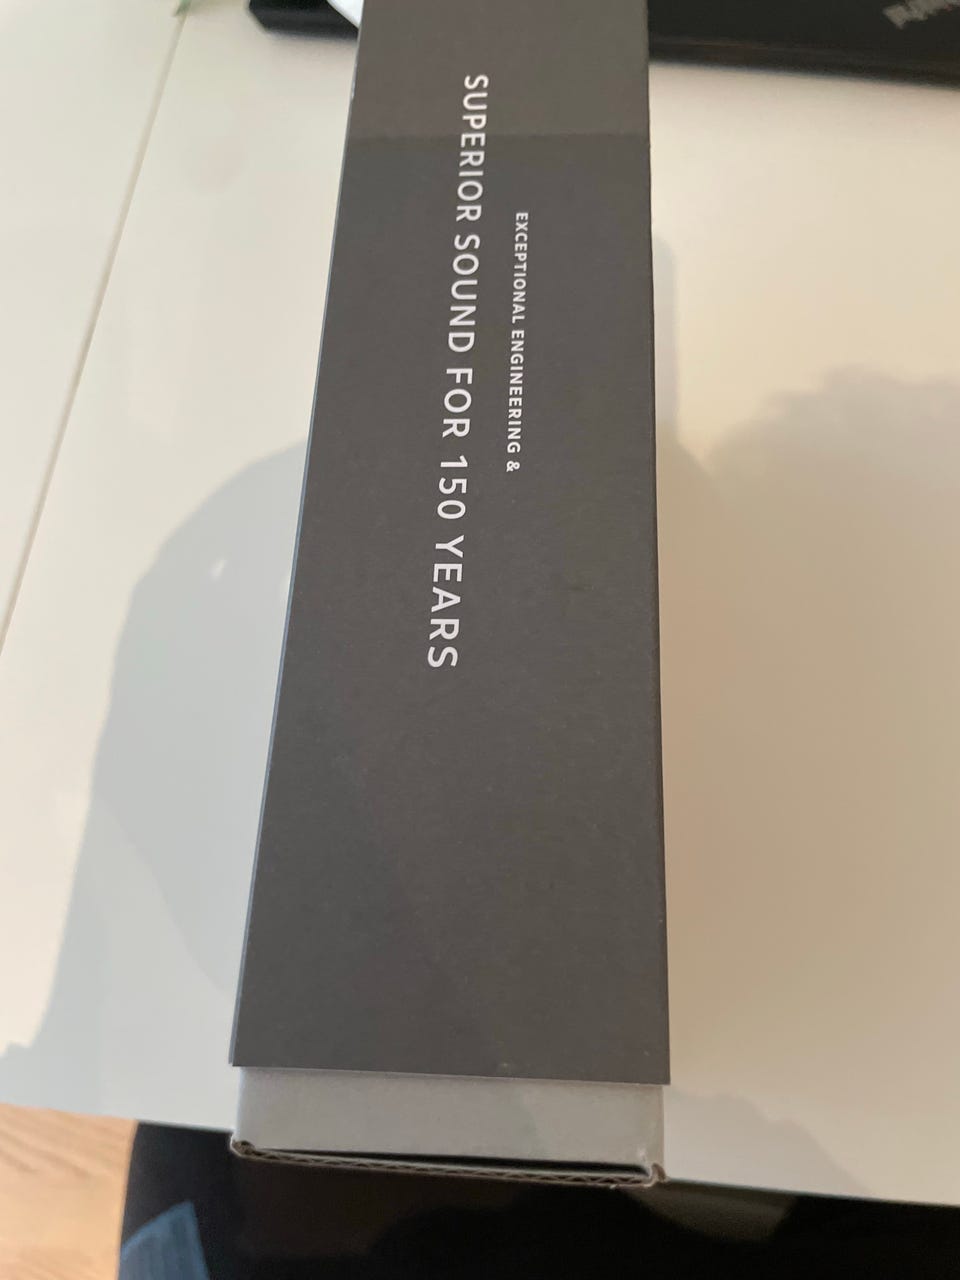 EXCEPTIONAL ENGINEERING &
SUPERIOR SOUND FOR 150 YEARS